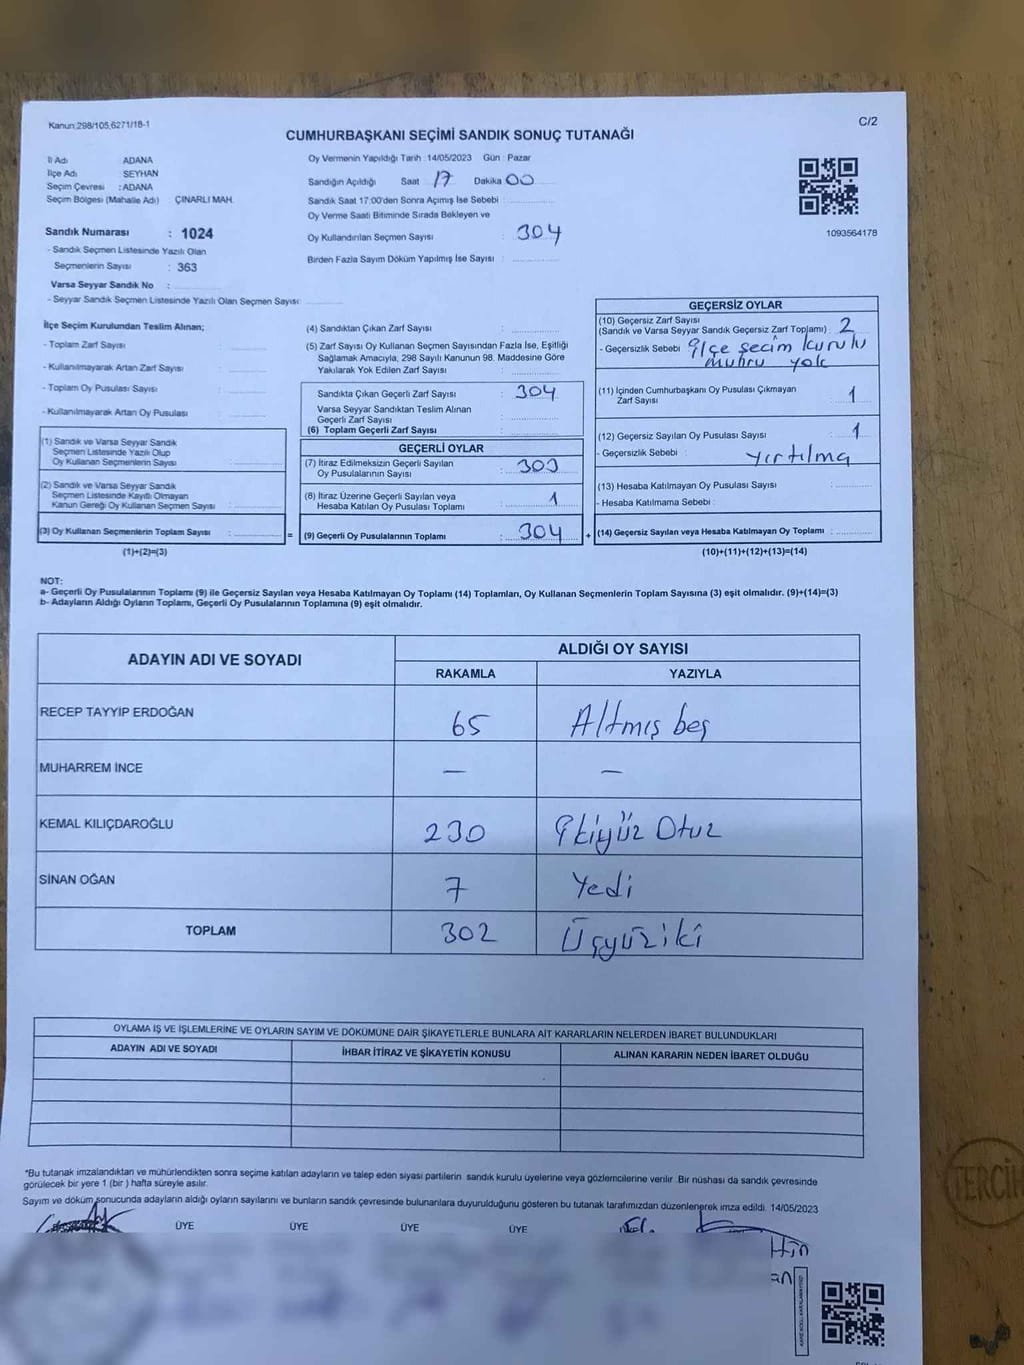 Kanun:298/105,6271/18-1
C/2
CUMHURBAŞKANI SEÇİMİ SANDIK SONUÇ TUTANAĞI
İl Adı ADANA
İlçe Adı SEYHAN
Seçim Çevresi :ADANA
Seçim Bölgesi (Mahalle Adı) ÇINARLI MAH.
Sandık Numarası : 1024
- Sandık Seçmen Listesinde Yazılı Olan
Seçmenlerin Sayısı : 363
Varsa Seyyar Sandık No :
- Seyyar Sandık Seçmen Listesinde Yazılı Olan Seçmen Sayısı:
Oy Vermenin Yapıldığı Tarih :14/05/2023 Gün : Pazar
Sandığın Açıldığı Saat 17 Dakika 00
Sandık Saat 17:00'den Sonra Açımış İse Sebebi :
Oy Verme Saati Bitiminde Sırada Bekleyen ve
Oy Kullandırılan Seçmen Sayısı : 304
Birden Fazla Sayım Döküm Yapılmış İse Sayısı :
1093564178
İlçe Seçim Kurulundan Teslim Alınan;
- Toplam Zarf Sayısı :
- Kullanılmayarak Artan Zarf Sayısı :
- Toplam Oy Pusulası Sayısı :
- Kullanılmayarak Artan Oy Pusulası :
(1) Sandık ve Varsa Seyyar Sandık
Seçmen Listesinde Yazılı Olup
Oy Kullanan Seçmenlerin Sayısı :
(2) Sandık ve Varsa Seyyar Sandık
Seçmen Listesinde Kayıtlı Olmayan
Kanun Gereği Oy Kullanan Seçmen Sayısı :
(3) Oy Kullanan Seçmenlerin Toplam Sayısı :
(1)+(2)=(3)
=
(4) Sandıktan Çıkan Zarf Sayısı :
(5) Zarf Sayısı Oy Kullanan Seçmen Sayısından Fazla İse, Eşitliği
Sağlamak Amacıyla, 298 Sayılı Kanunun 98. Maddesine Göre
Yakılarak Yok Edilen Zarf Sayısı :
Sandıkta Çıkan Geçerli Zarf Sayısı : 304
Varsa Seyyar Sandıktan Teslim Alınan
Geçerli Zarf Sayısı :
(6) Toplam Geçerli Zarf Sayısı :
GEÇERLİ OYLAR
(7) İtiraz Edilmeksizin Geçerli Sayılan
Oy Pusulalarının Sayısı : 303
(8) İtiraz Üzerine Geçerli Sayılan veya
Hesaba Katılan Oy Pusulası Toplamı : 1
(9) Geçerli Oy Pusulalarının Toplamı : 304
+
GEÇERSİZ OYLAR
(10) Geçersiz Zarf Sayısı
(Sandık ve Varsa Seyyar Sandık Geçersiz Zarf Toplamı) : 2
- Geçersizlik Sebebi : İlçe seçim kurulu
mührü yok
(11) İçinden Cumhurbaşkanı Oy Pusulası Çıkmayan
Zarf Sayısı : 1
(12) Geçersiz Sayılan Oy Pusulası Sayısı : 1
- Geçersizlik Sebebi : yırtılma
(13) Hesaba Katılmayan Oy Pusulası Sayısı :
- Hesaba Katılmama Sebebi :
(14) Geçersiz Sayılan veya Hesaba Katılmayan Oy Toplamı :
(10)+(11)+(12)+(13)=(14)
NOT:
a- Geçerli Oy Pusulalarının Toplamı (9) ile Geçersiz Sayılan veya Hesaba Katılmayan Oy Toplamı (14) Toplamları, Oy Kullanan Seçmenlerin Toplam Sayısına (3) eşit olmalıdır. (9)+(14)=(3)
b- Adayların Aldığı Oyların Toplamı, Geçerli Oy Pusulalarının Toplamına (9) eşit olmalıdır.
ADAYIN ADI VE SOYADI
ALDIĞI OY SAYISI
RAKAMLA YAZIYLA
RECEP TAYYİP ERDOĞAN 65 Altmış beş
MUHARREM İNCE — —
KEMAL KILIÇDAROĞLU 230 İkiyüz Otuz
SİNAN OĞAN 7 Yedi
TOPLAM 302 Üçyüziki
OYLAMA İŞ VE İŞLEMLERİNE VE OYLARIN SAYIM VE DÖKÜMÜNE DAİR ŞİKAYETLERLE BUNLARA AİT KARARLARIN NELERDEN İBARET BULUNDUKLARI
ADAYIN ADI VE SOYADI İHBAR İTİRAZ VE ŞİKAYETİN KONUSU ALINAN KARARIN NEDEN İBARET OLDUĞU
*Bu tutanak imzalandıktan ve mühürlendikten sonra seçime katılan adayların ve talep eden siyasi partilerin sandık kurulu üyelerine veya gözlemcilerine verilir .Bir nüshası da sandık çevresinde
görülecek bir yere 1 (bir ) hafta süreyle asılır.
Sayım ve döküm sonucunda adayların aldığı oyların sayılarını ve bunların sandık çevresinde bulunanlara duyurulduğunu gösteren bu tutanak tarafımızdan düzenlenerek imza edildi. 14/05/2023
ÜYE ÜYE ÜYE ÜYE
TERCİH